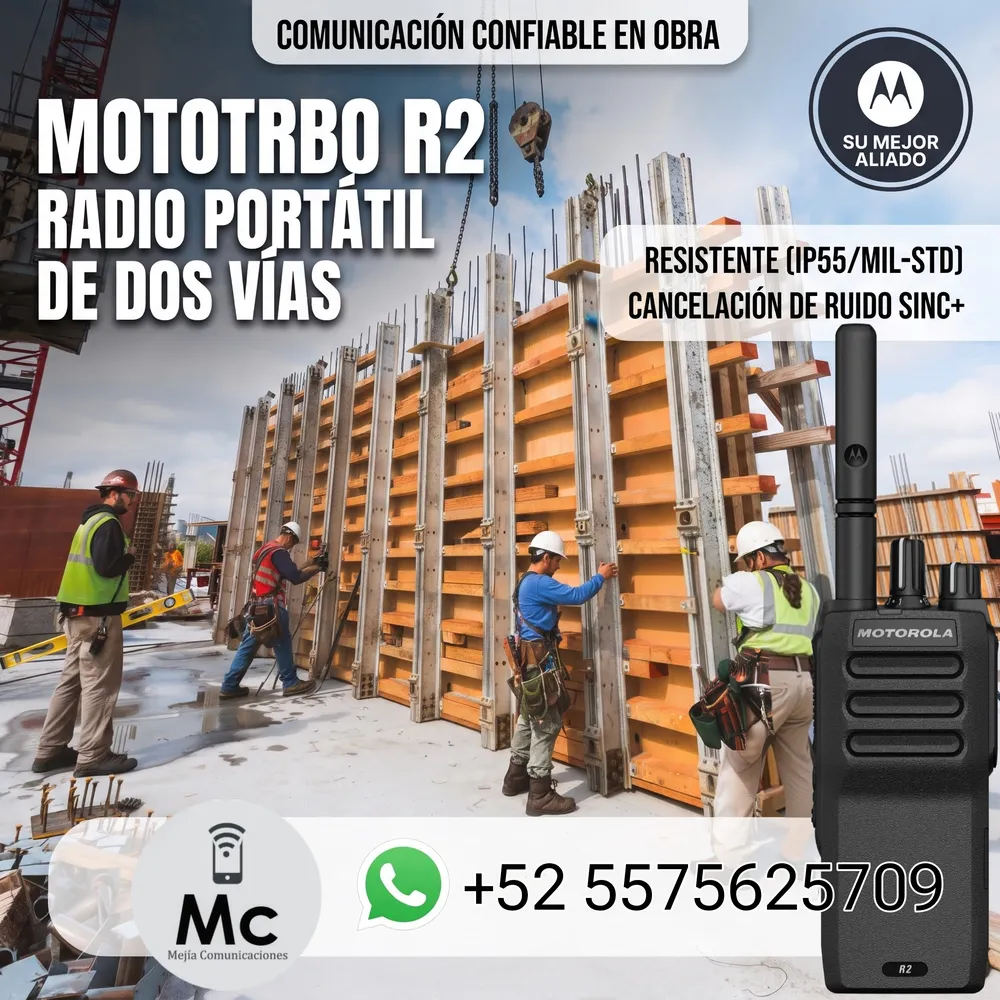 COMUNICACIÓN CONFIABLE EN OBRA
MOTOTRBO R2
RADIO PORTÁTIL
DE DOS VÍAS
SU MEJOR
ALIADO
RESISTENTE (IP55/MIL-STD)
CANCELACIÓN DE RUIDO SINC+
MOTOROLA
Mc
Mejía Comunicaciones
+52 5575625709
R2